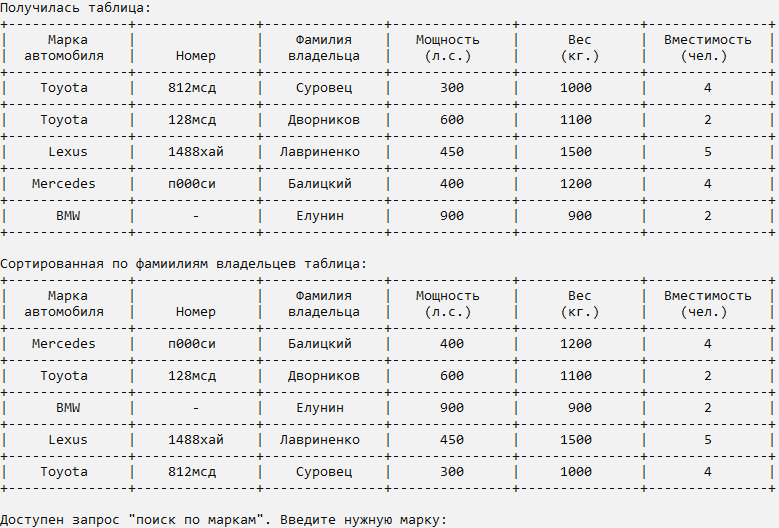 Получилась таблица:
+---------------+---------------+---------------+---------------+---------------+---------------+
|     Марка     |               |    Фамилия    |   Мощность    |      Вес      |  Вместимость  |
|  автомобиля   |     Номер     |   владельца   |    (л.с.)     |     (кг.)     |    (чел.)     |
+---------------+---------------+---------------+---------------+---------------+---------------+
|    Toyota     |    812мсд     |    Суровец    |      300      |     1000      |       4       |
+---------------+---------------+---------------+---------------+---------------+---------------+
|    Toyota     |    128мсд     |   Дворников   |      600      |     1100      |       2       |
+---------------+---------------+---------------+---------------+---------------+---------------+
|     Lexus     |    1488хай    |  Лавриненко   |      450      |     1500      |       5       |
+---------------+---------------+---------------+---------------+---------------+---------------+
|   Mercedes    |    п000си     |   Балицкий    |      400      |     1200      |       4       |
+---------------+---------------+---------------+---------------+---------------+---------------+
|      BMW      |       -       |    Елунин     |      900      |      900      |       2       |
+---------------+---------------+---------------+---------------+---------------+---------------+
Сортированная по фамиилиям владельцев таблица:
+---------------+---------------+---------------+---------------+---------------+---------------+
|     Марка     |               |    Фамилия    |   Мощность    |      Вес      |  Вместимость  |
|  автомобиля   |     Номер     |   владельца   |    (л.с.)     |     (кг.)     |    (чел.)     |
+---------------+---------------+---------------+---------------+---------------+---------------+
|   Mercedes    |    п000си     |   Балицкий    |      400      |     1200      |       4       |
+---------------+---------------+---------------+---------------+---------------+---------------+
|    Toyota     |    128мсд     |   Дворников   |      600      |     1100      |       2       |
+---------------+---------------+---------------+---------------+---------------+---------------+
|      BMW      |       -       |    Елунин     |      900      |      900      |       2       |
+---------------+---------------+---------------+---------------+---------------+---------------+
|     Lexus     |    1488хай    |  Лавриненко   |      450      |     1500      |       5       |
+---------------+---------------+---------------+---------------+---------------+---------------+
|    Toyota     |    812мсд     |    Суровец    |      300      |     1000      |       4       |
+---------------+---------------+---------------+---------------+---------------+---------------+
Доступен запрос "поиск по маркам". Введите нужную марку: